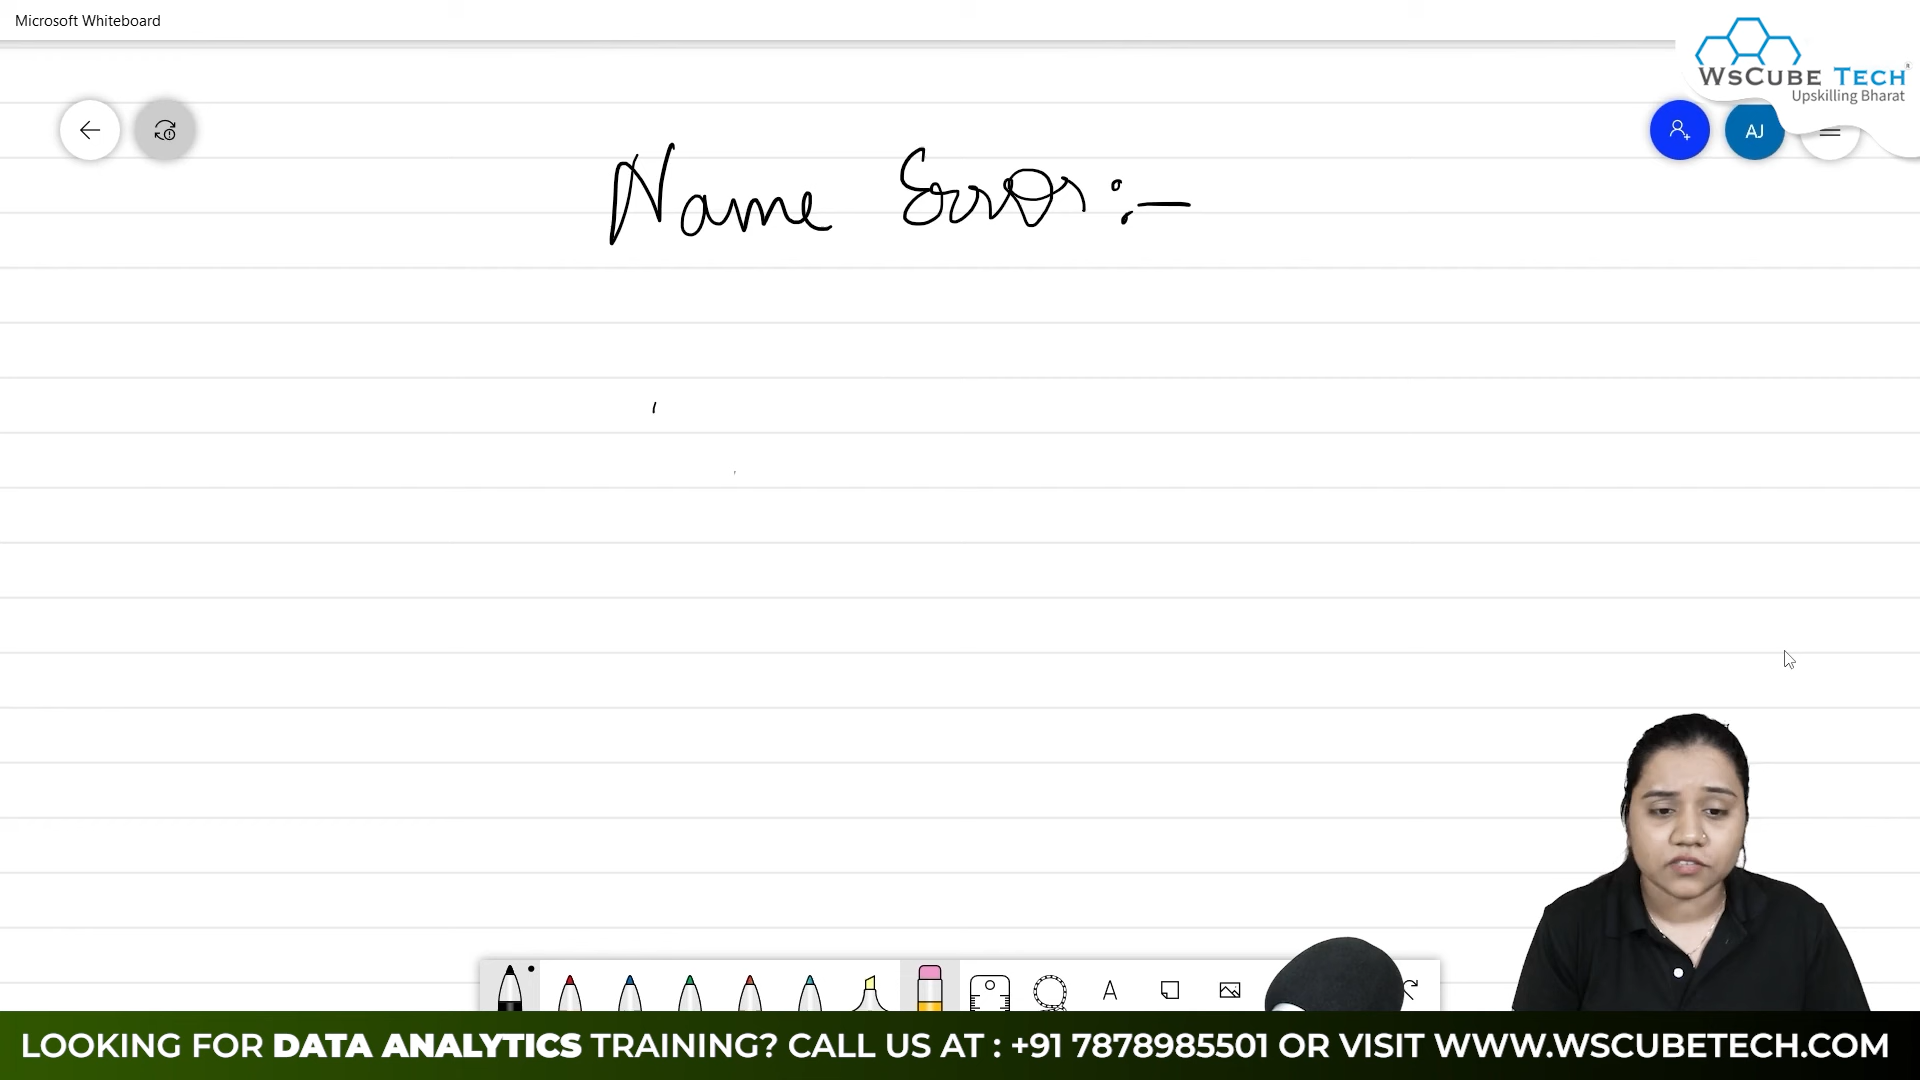 Microsoft Whiteboard
WSCUBE TECH
Upskilling Bharat
AJ
Name Error :-
A
LOOKING FOR DATA ANALYTICS TRAINING? CALL US AT : +91 7878985501 OR VISIT WWW.WSCUBETECH.COM